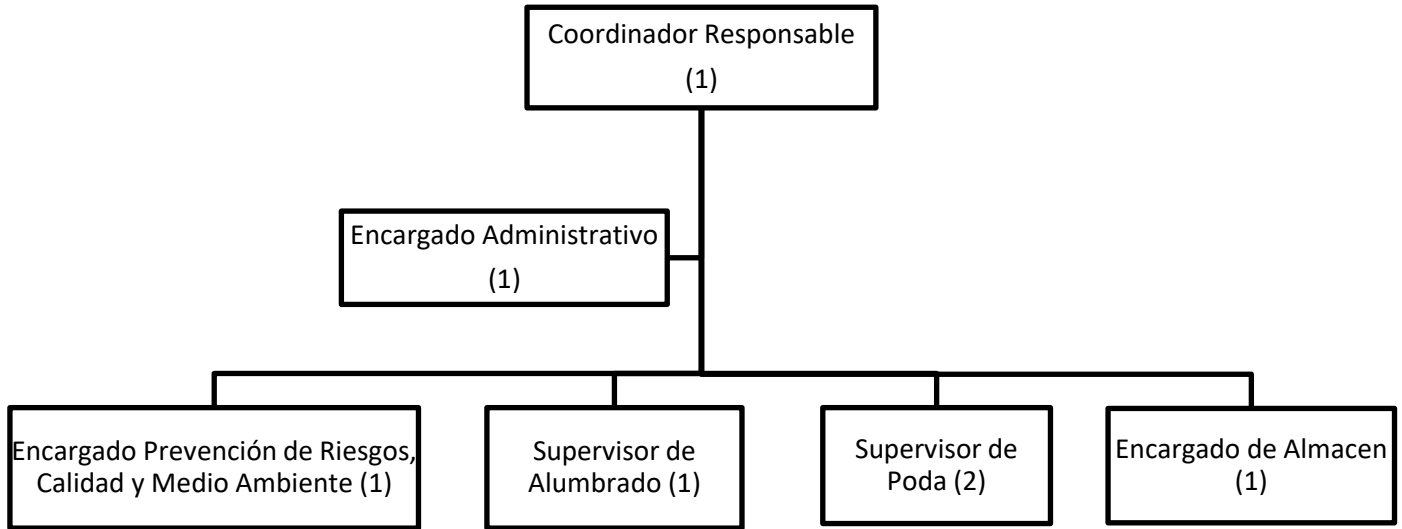 Coordinador Responsable
(1)
Encargado Administrativo
(1)
Encargado Prevención de Riesgos,
Calidad y Medio Ambiente (1)
Supervisor de
Alumbrado (1)
Supervisor de
Poda (2)
Encargado de Almacen
(1)